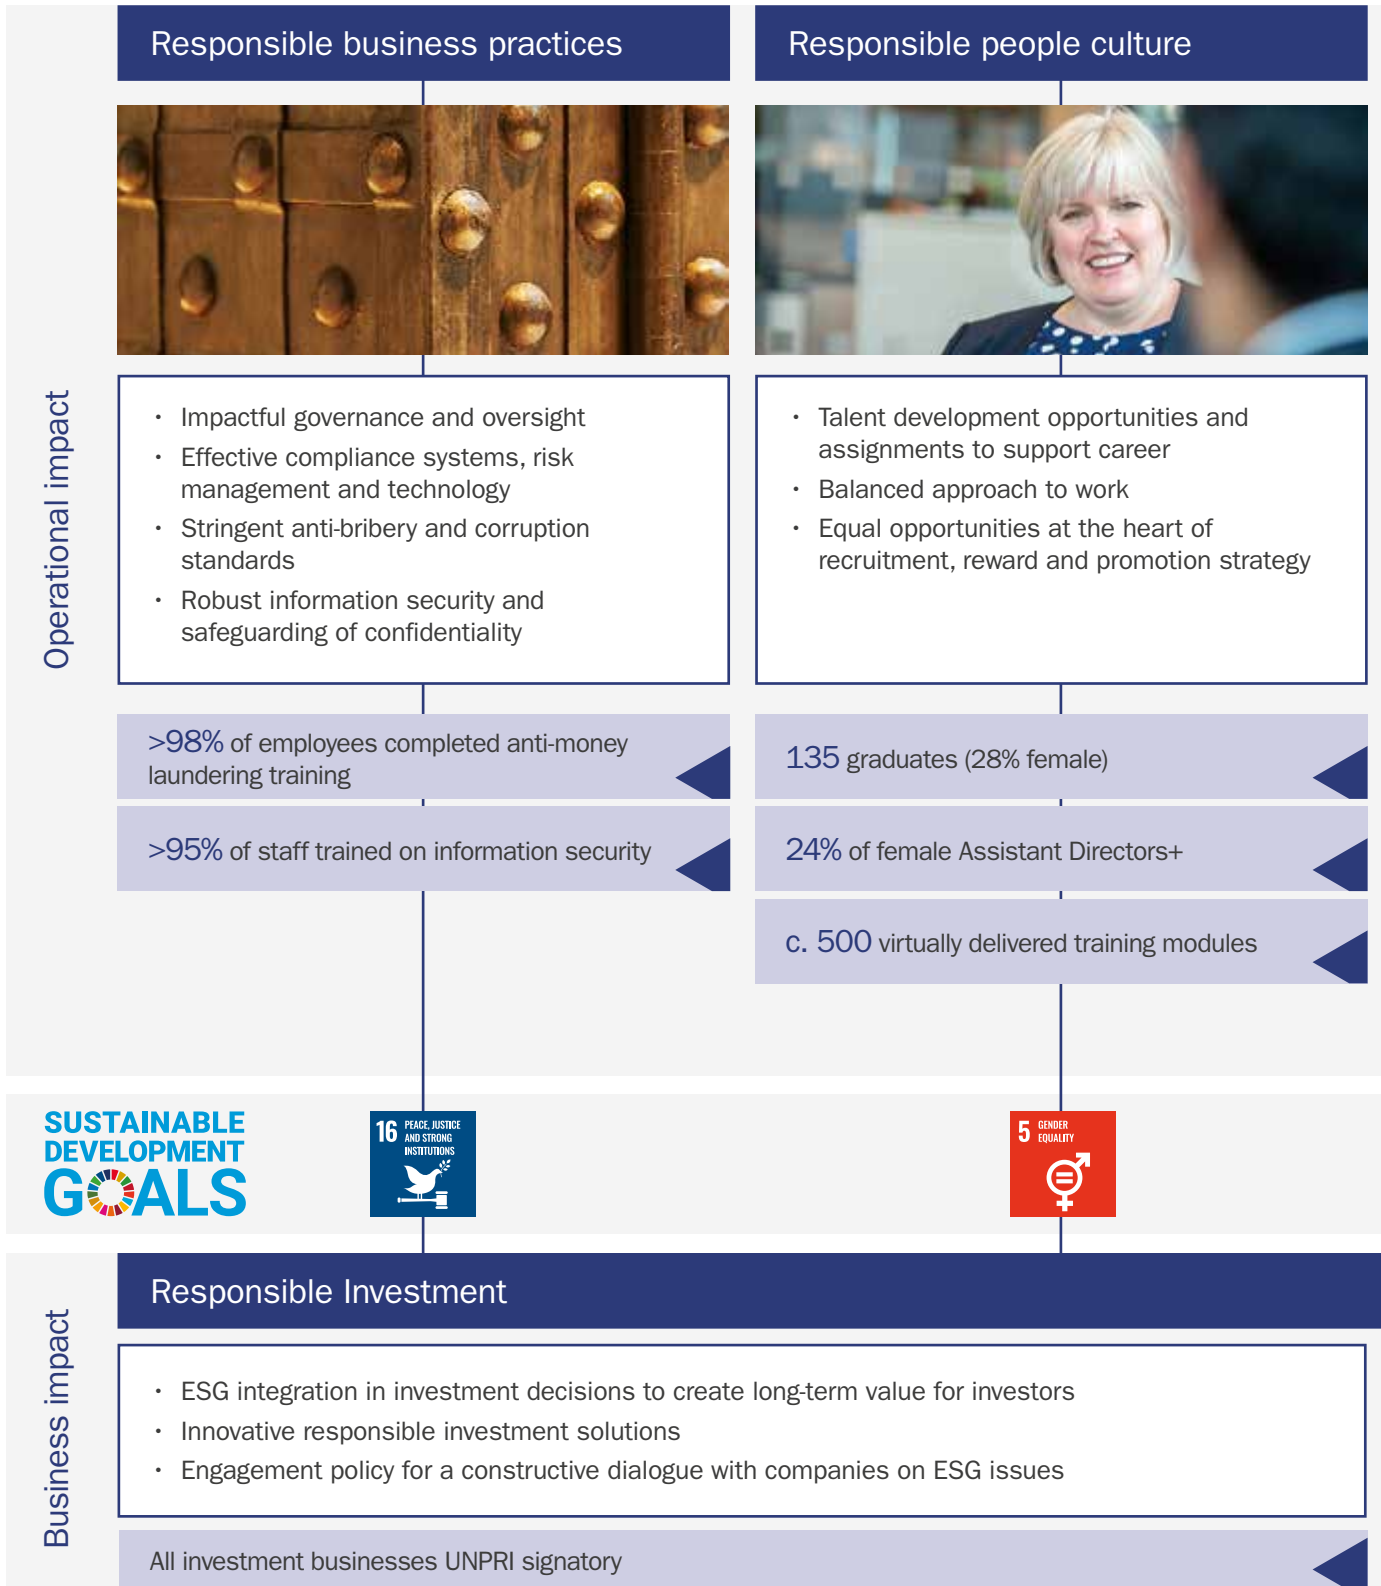 Responsible business practices
Responsible people culture
Operational impact
• Impactful governance and oversight
• Effective compliance systems, risk
management and technology
• Stringent anti-bribery and corruption
standards
• Robust information security and
safeguarding of confidentiality
• Talent development opportunities and
assignments to support career
• Balanced approach to work
• Equal opportunities at the heart of
recruitment, reward and promotion strategy
>98% of employees completed anti-money
laundering training
>95% of staff trained on information security
135 graduates (28% female)
24% of female Assistant Directors+
c. 500 virtually delivered training modules
SUSTAINABLE
DEVELOPMENT
GOALS
16 PEACE, JUSTICE
AND STRONG
INSTITUTIONS
5 GENDER
EQUALITY
Business impact
Responsible Investment
• ESG integration in investment decisions to create long-term value for investors
• Innovative responsible investment solutions
• Engagement policy for a constructive dialogue with companies on ESG issues
All investment businesses UNPRI signatory